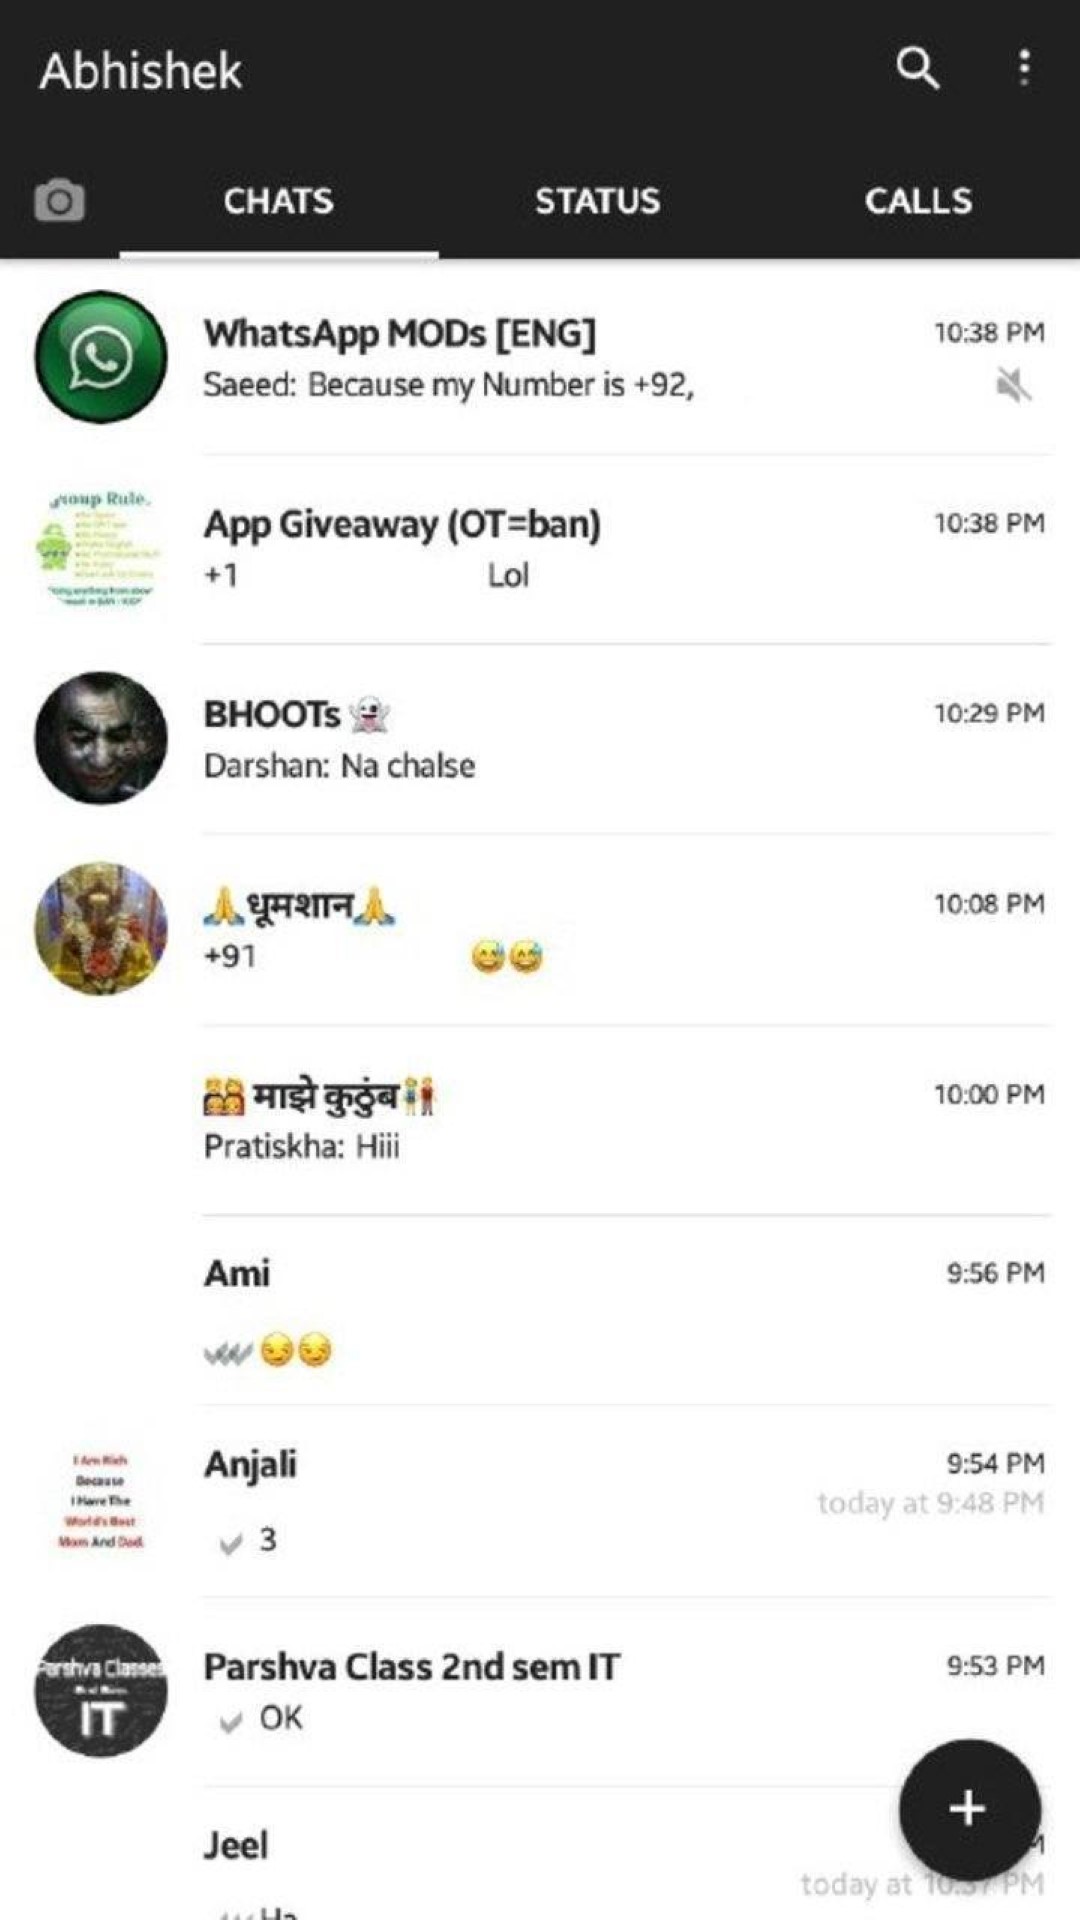 Abhishek
CHATS STATUS CALLS
WhatsApp MODs [ENG] 10:38 PM
Saeed: Because my Number is +92,
Group Rule.
App Giveaway (OT=ban) 10:38 PM
+1 Lol
BHOOTs 👻 10:29 PM
Darshan: Na chalse
🙏धूमशान🙏 10:08 PM
+91 😅😅
माझे कुठुंब 10:00 PM
Pratiskha: Hiii
Ami 9:56 PM
😏😏
Anjali 9:54 PM
today at 9:48 PM
3
I Am Rich
Because
I Have The
World's Best
Mom And Dad.
Parshva Class 2nd sem IT 9:53 PM
OK
Parshva Classes
IT
Jeel
today at 10:37 PM
Ha